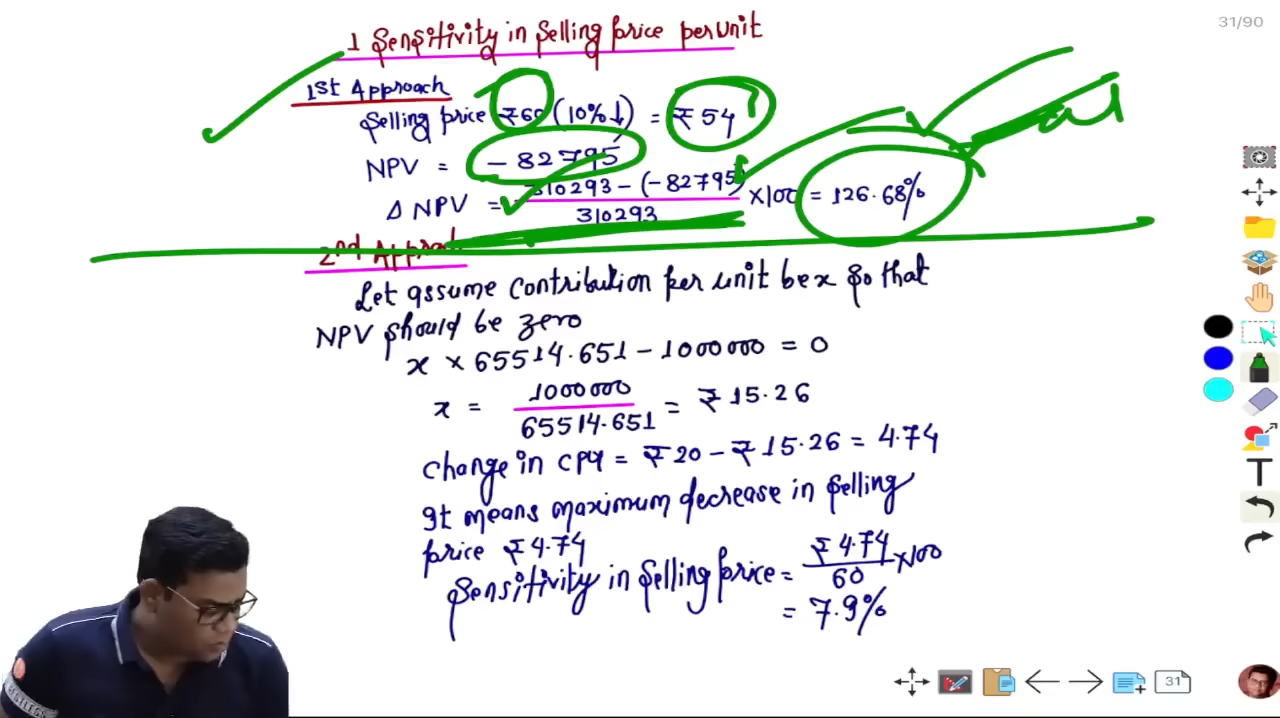 31/90
1 Sensitivity in Selling price per unit
1st Approach
Selling price ₹60 (10%↓) = ₹54
NPV = -82795
Δ NPV = 310293-(-82795) / 310293 ×100 = 126.68%
2nd Approach
Let assume contribution per unit be x so that
NPV should be zero
x × 65514.651 - 1000000 = 0
x = 1000000 / 65514.651 = ₹15.26
Change in CPU = ₹20 - ₹15.26 = 4.74
It means maximum decrease in selling
price ₹4.74
Sensitivity in Selling price = ₹4.74 / 60 ×100
= 7.9%
T
31